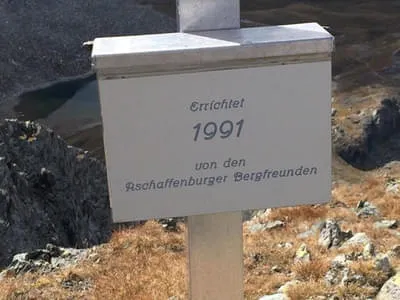 Errichtet
1991
von den
Aschaffenburger Bergfreunden